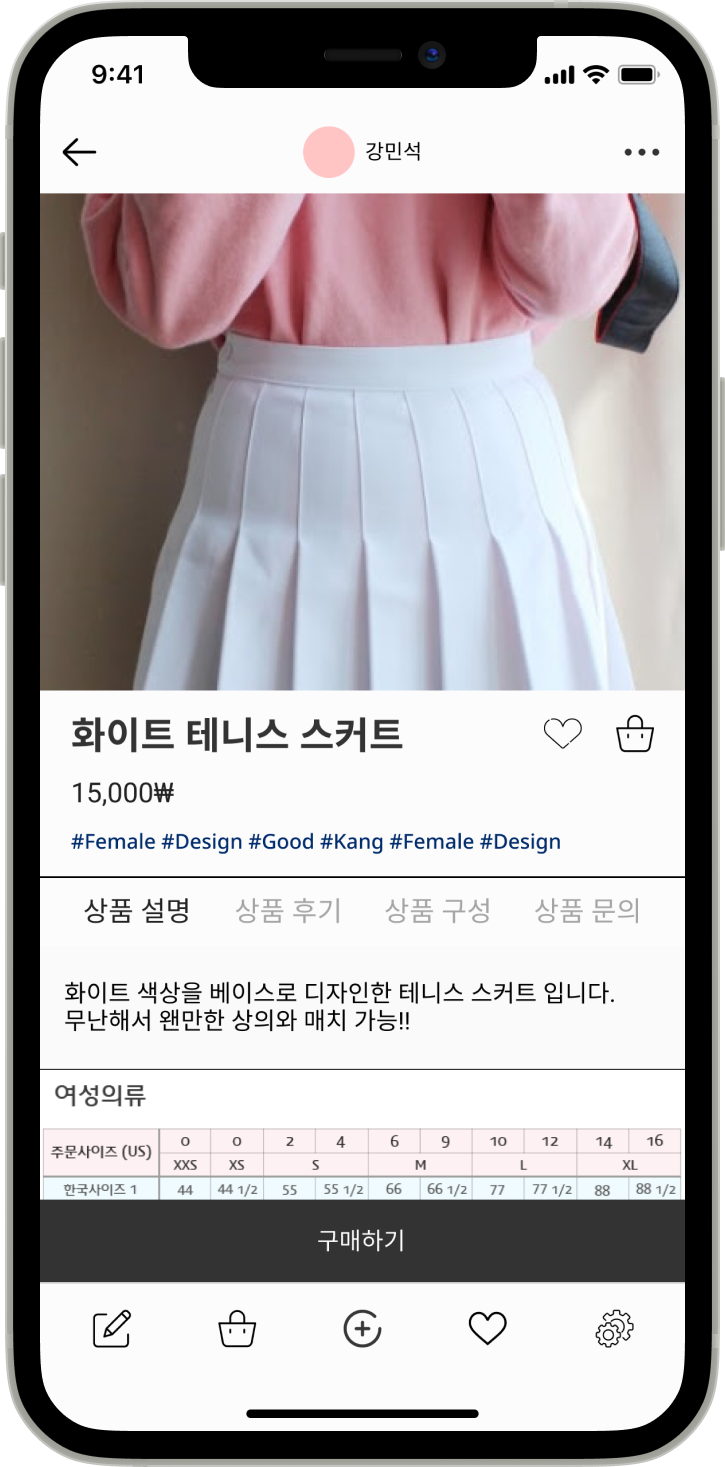 9:41
강민석
화이트 테니스 스커트
15,000₩
#Female #Design #Good #Kang #Female #Design
상품 설명 상품 후기 상품 구성 상품 문의
화이트 색상을 베이스로 디자인한 테니스 스커트 입니다.
무난해서 왠만한 상의와 매치 가능!!
여성의류
주문사이즈 (US) 0 0 2 4 6 9 10 12 14 16
XXS XS S M L XL
한국사이즈 1 44 44 1/2 55 55 1/2 66 66 1/2 77 77 1/2 88 88 1/2
구매하기